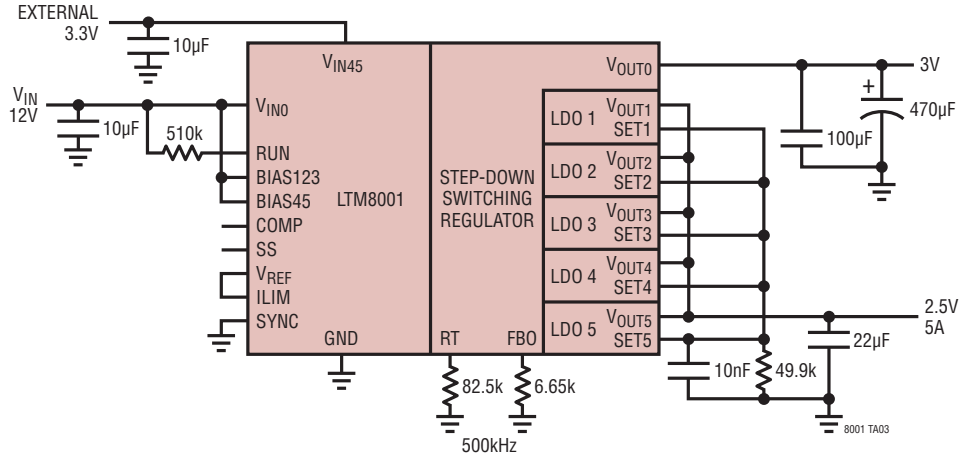 EXTERNAL
3.3V
10µF
VIN45
VIN
12V
10µF
510k
VIN0
RUN
BIAS123
BIAS45
COMP
SS
VREF
ILIM
SYNC
GND
LTM8001
STEP-DOWN
SWITCHING
REGULATOR
RT
FBO
82.5k
6.65k
500kHz
VOUT0
LDO 1
VOUT1
SET1
LDO 2
VOUT2
SET2
LDO 3
VOUT3
SET3
LDO 4
VOUT4
SET4
LDO 5
VOUT5
SET5
3V
+
470µF
100µF
2.5V
5A
22µF
10nF
49.9k
8001 TA03